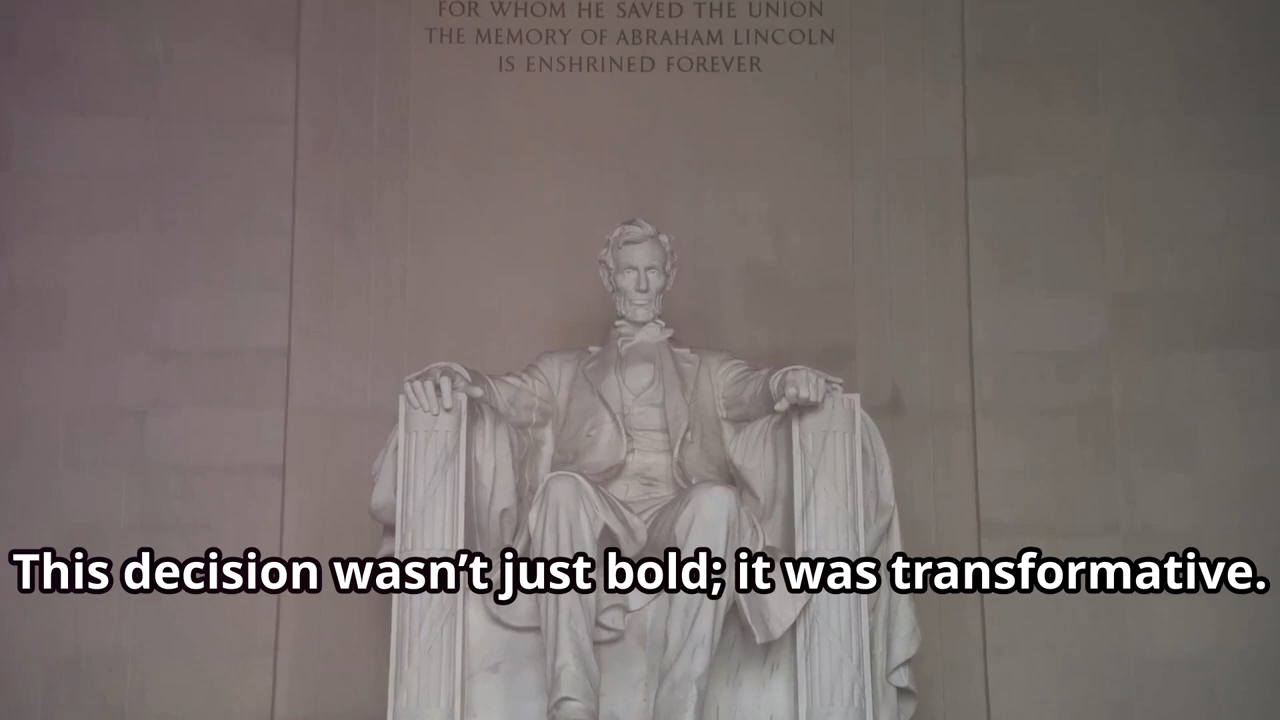 FOR WHOM HE SAVED THE UNION
THE MEMORY OF ABRAHAM LINCOLN
IS ENSHRINED FOREVER
This decision wasn’t just bold; it was transformative.